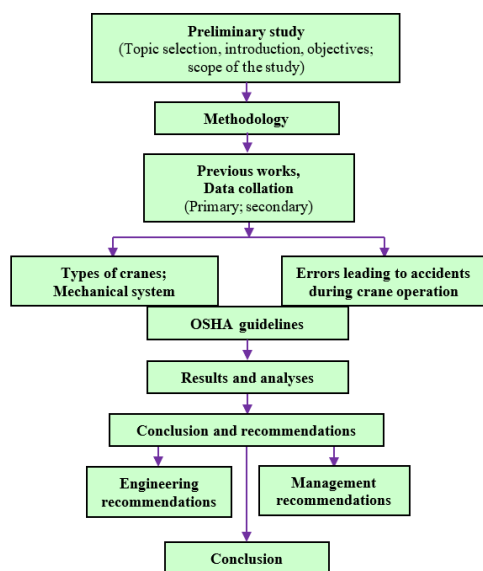 Preliminary study
(Topic selection, introduction, objectives;
scope of the study)
Methodology
Previous works,
Data collation
(Primary; secondary)
Types of cranes;
Mechanical system
Errors leading to accidents
during crane operation
OSHA guidelines
Results and analyses
Conclusion and recommendations
Engineering
recommendations
Management
recommendations
Conclusion